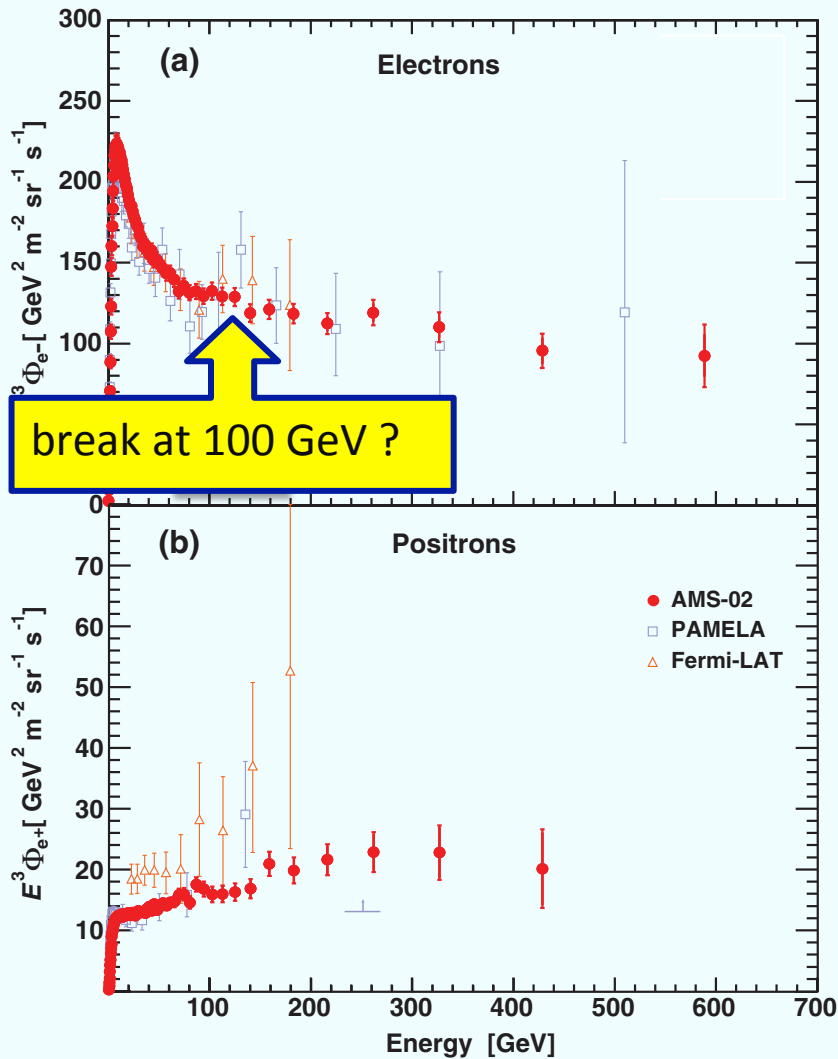 (a)
Electrons
300
250
200
150
100
0
³Φe-[ GeV² m⁻² sr⁻¹ s⁻¹]
break at 100 GeV ?
(b)
Positrons
70
60
50
40
30
20
10
E³Φe+[ GeV² m⁻² sr⁻¹ s⁻¹]
AMS-02
PAMELA
Fermi-LAT
100 200 300 400 500 600 700
Energy [GeV]